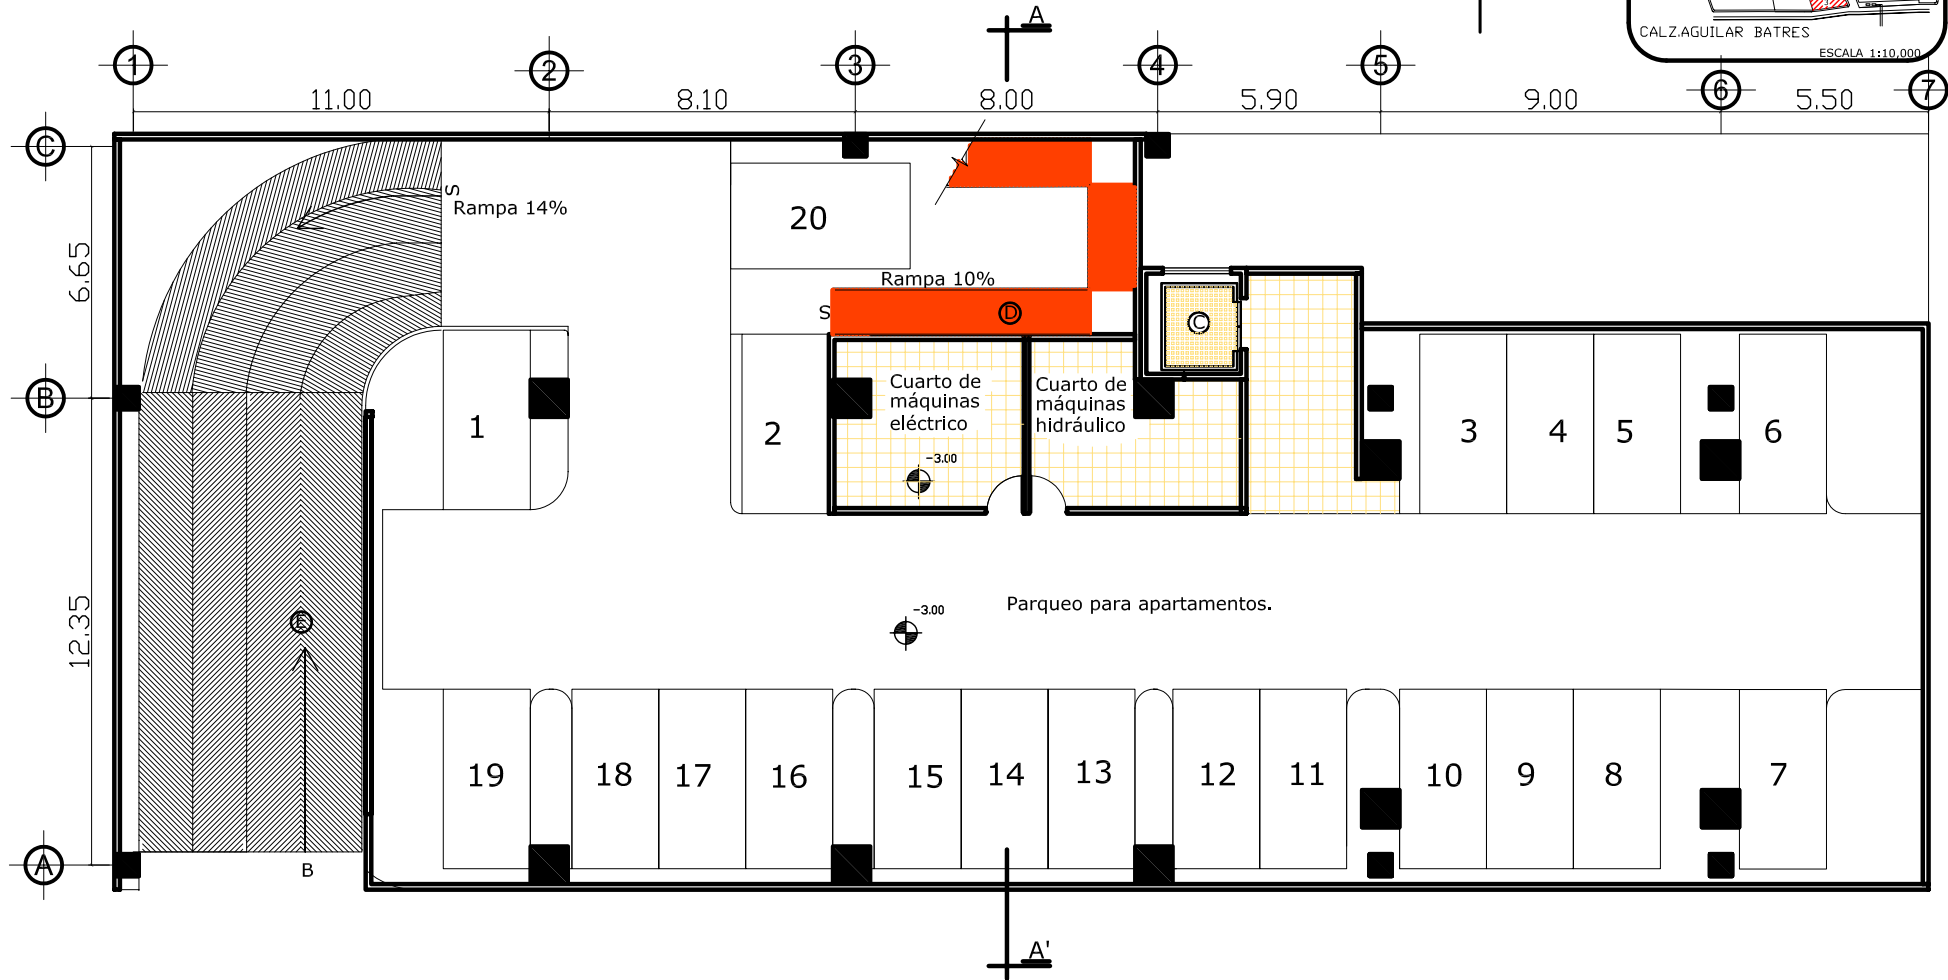 A
CALZ.AGUILAR BATRES
ESCALA 1:10,000
1
2
3
4
5
6
7
11.00
8.10
8.00
5.90
9.00
5.50
C
S
Rampa 14%
20
6.65
Rampa 10%
S
D
C
B
Cuarto de
máquinas
eléctrico
Cuarto de
máquinas
hidráulico
1
2
3
4
5
6
-3.00
12.35
E
-3.00
Parqueo para apartamentos.
19
18
17
16
15
14
13
12
11
10
9
8
7
A
B
A'